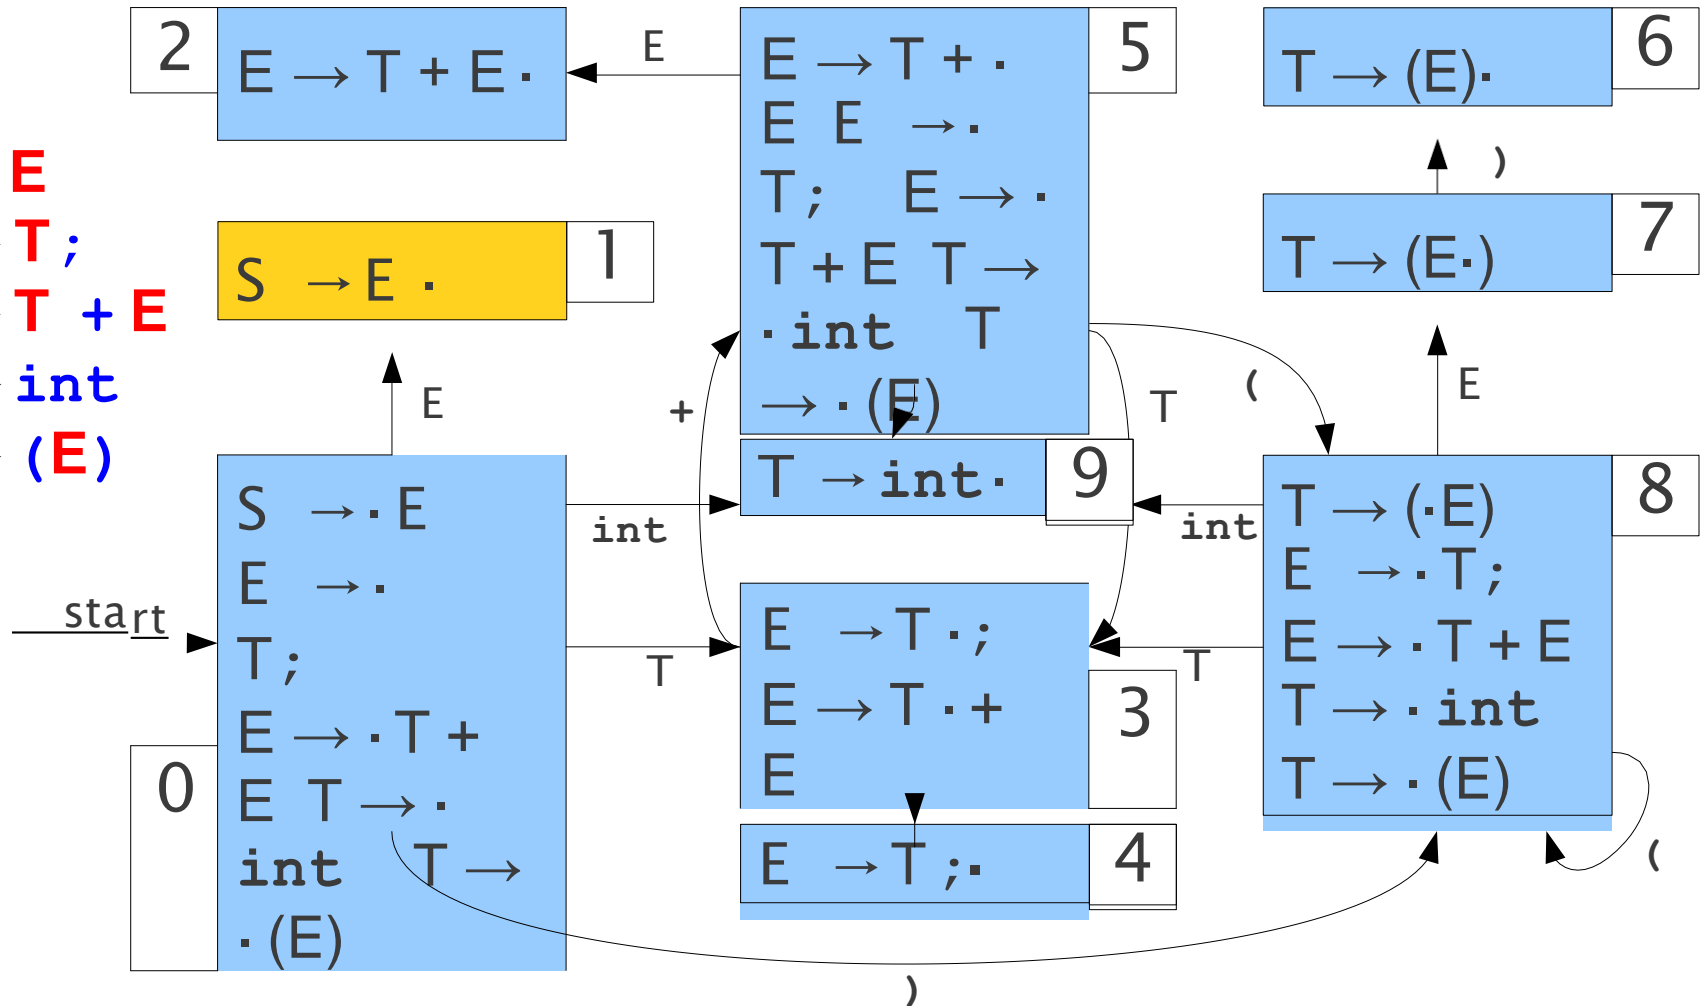 E
T ;
T + E
int
(E)
start
2
E → T + E ·
E
5
E → T + ·
E E → ·
T ; E → ·
T + E T →
· int T
→ · (E)
6
T → (E)·
)
7
T → (E·)
1
S → E ·
E
+
T
(
E
0
S → · E
E → ·
T ;
E → · T +
E T → ·
int T →
· (E)
int
T
9
T → int ·
int
T
3
E → T · ;
E → T · +
E
4
E → T ; ·
8
T → (·E)
E → · T ;
E → · T + E
T → · int
T → · (E)
(
)